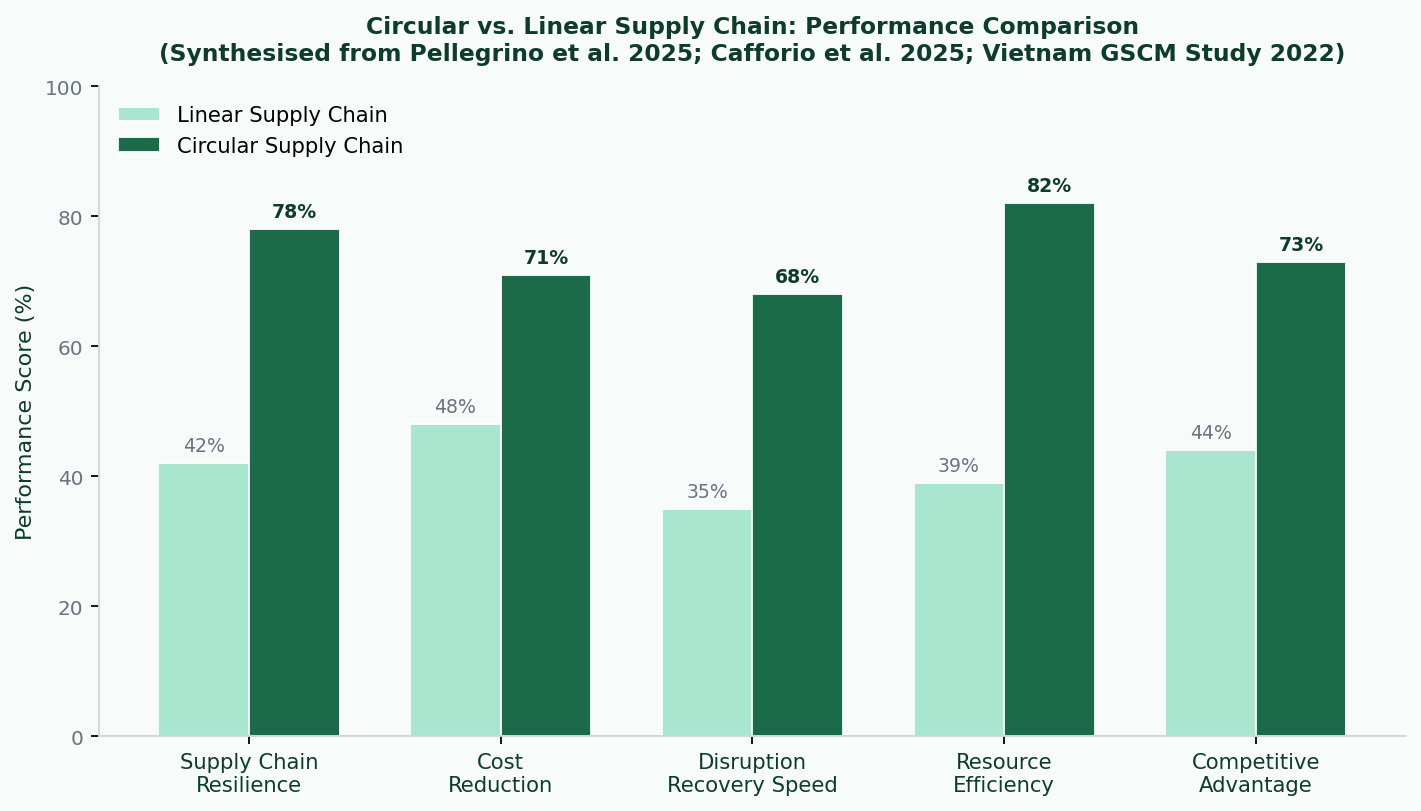 Circular vs. Linear Supply Chain: Performance Comparison
(Synthesised from Pellegrino et al. 2025; Cafforio et al. 2025; Vietnam GSCM Study 2022)
Linear Supply Chain
Circular Supply Chain
Performance Score (%)
100
80
60
40
20
0
42%
78%
48%
71%
35%
68%
39%
82%
44%
73%
Supply Chain
Resilience
Cost
Reduction
Disruption
Recovery Speed
Resource
Efficiency
Competitive
Advantage